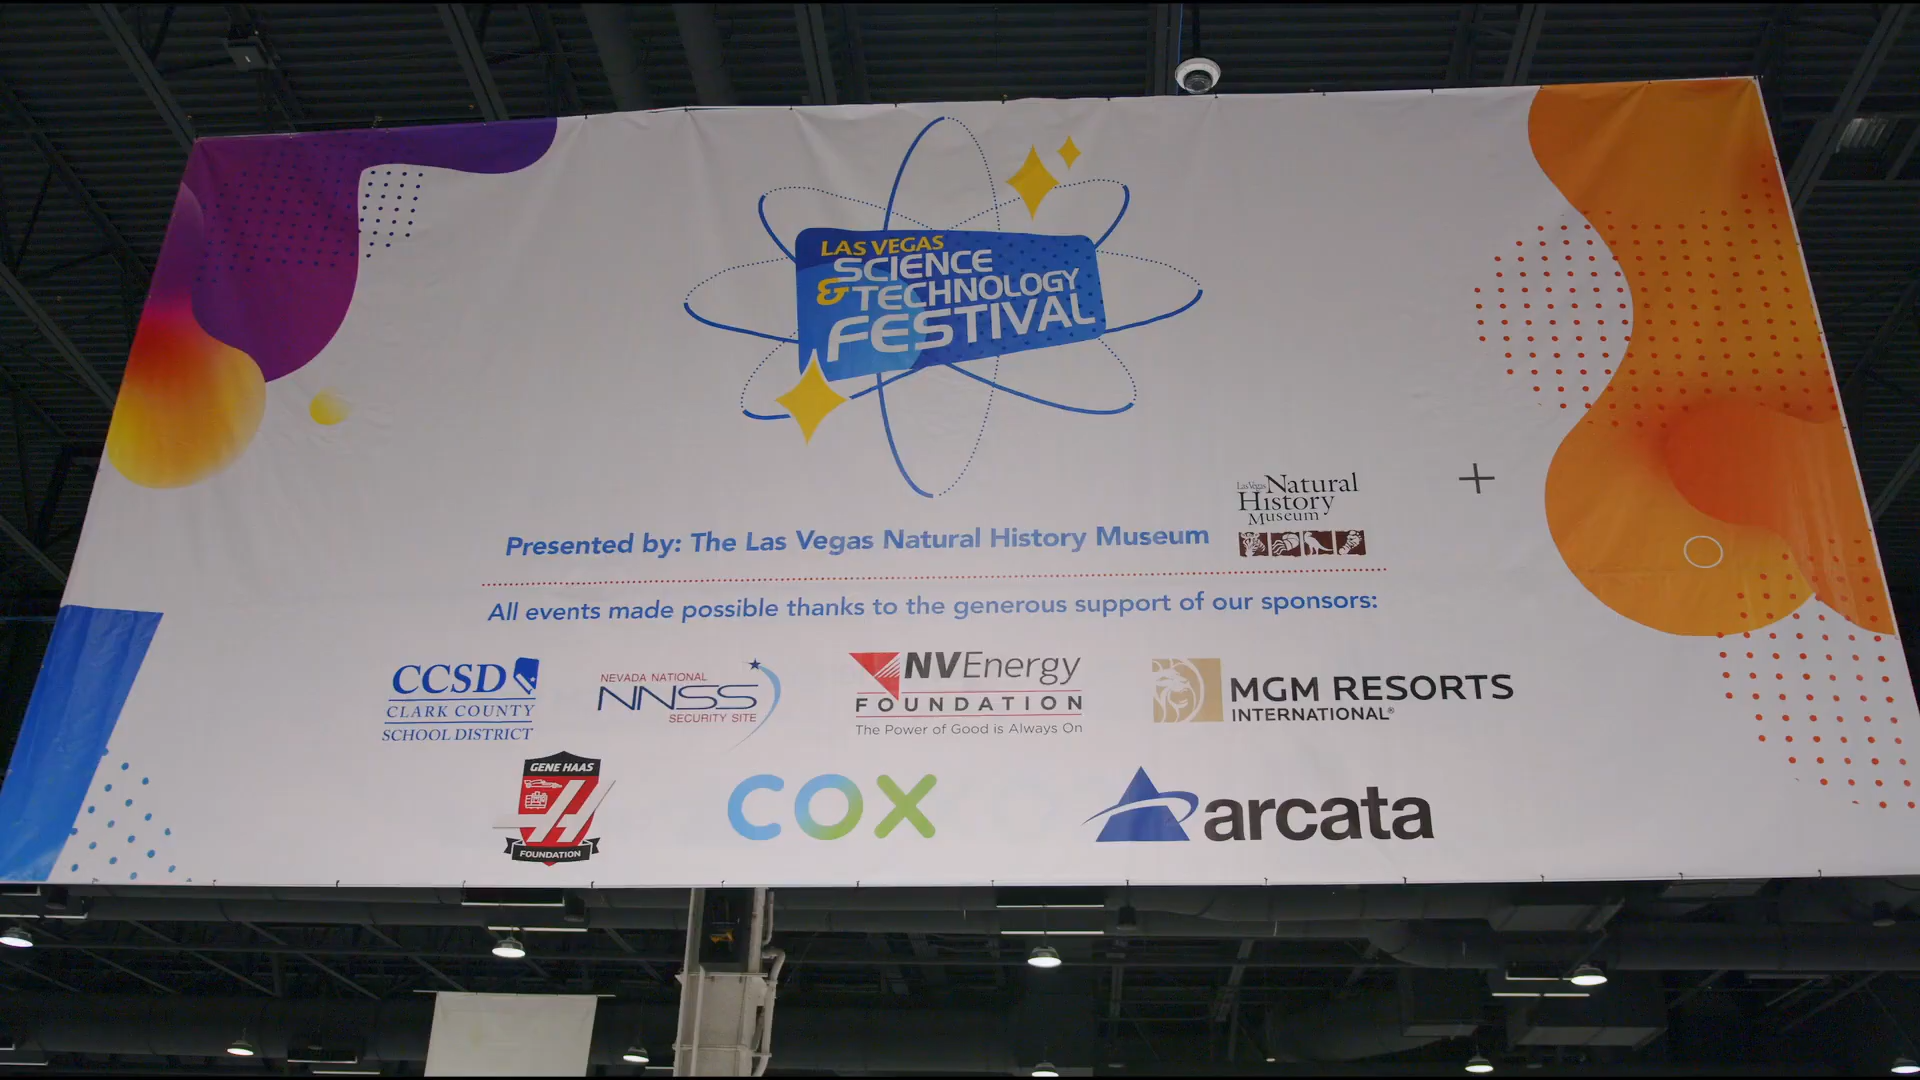 LAS VEGAS
SCIENCE
& TECHNOLOGY
FESTIVAL
Las Vegas Natural
History
Museum
Presented by: The Las Vegas Natural History Museum
All events made possible thanks to the generous support of our sponsors:
CCSD
CLARK COUNTY
SCHOOL DISTRICT
NEVADA NATIONAL
NNSS
SECURITY SITE
NVEnergy
FOUNDATION
The Power of Good is Always On
MGM RESORTS
INTERNATIONAL®
GENE HAAS
FOUNDATION
COX
arcata